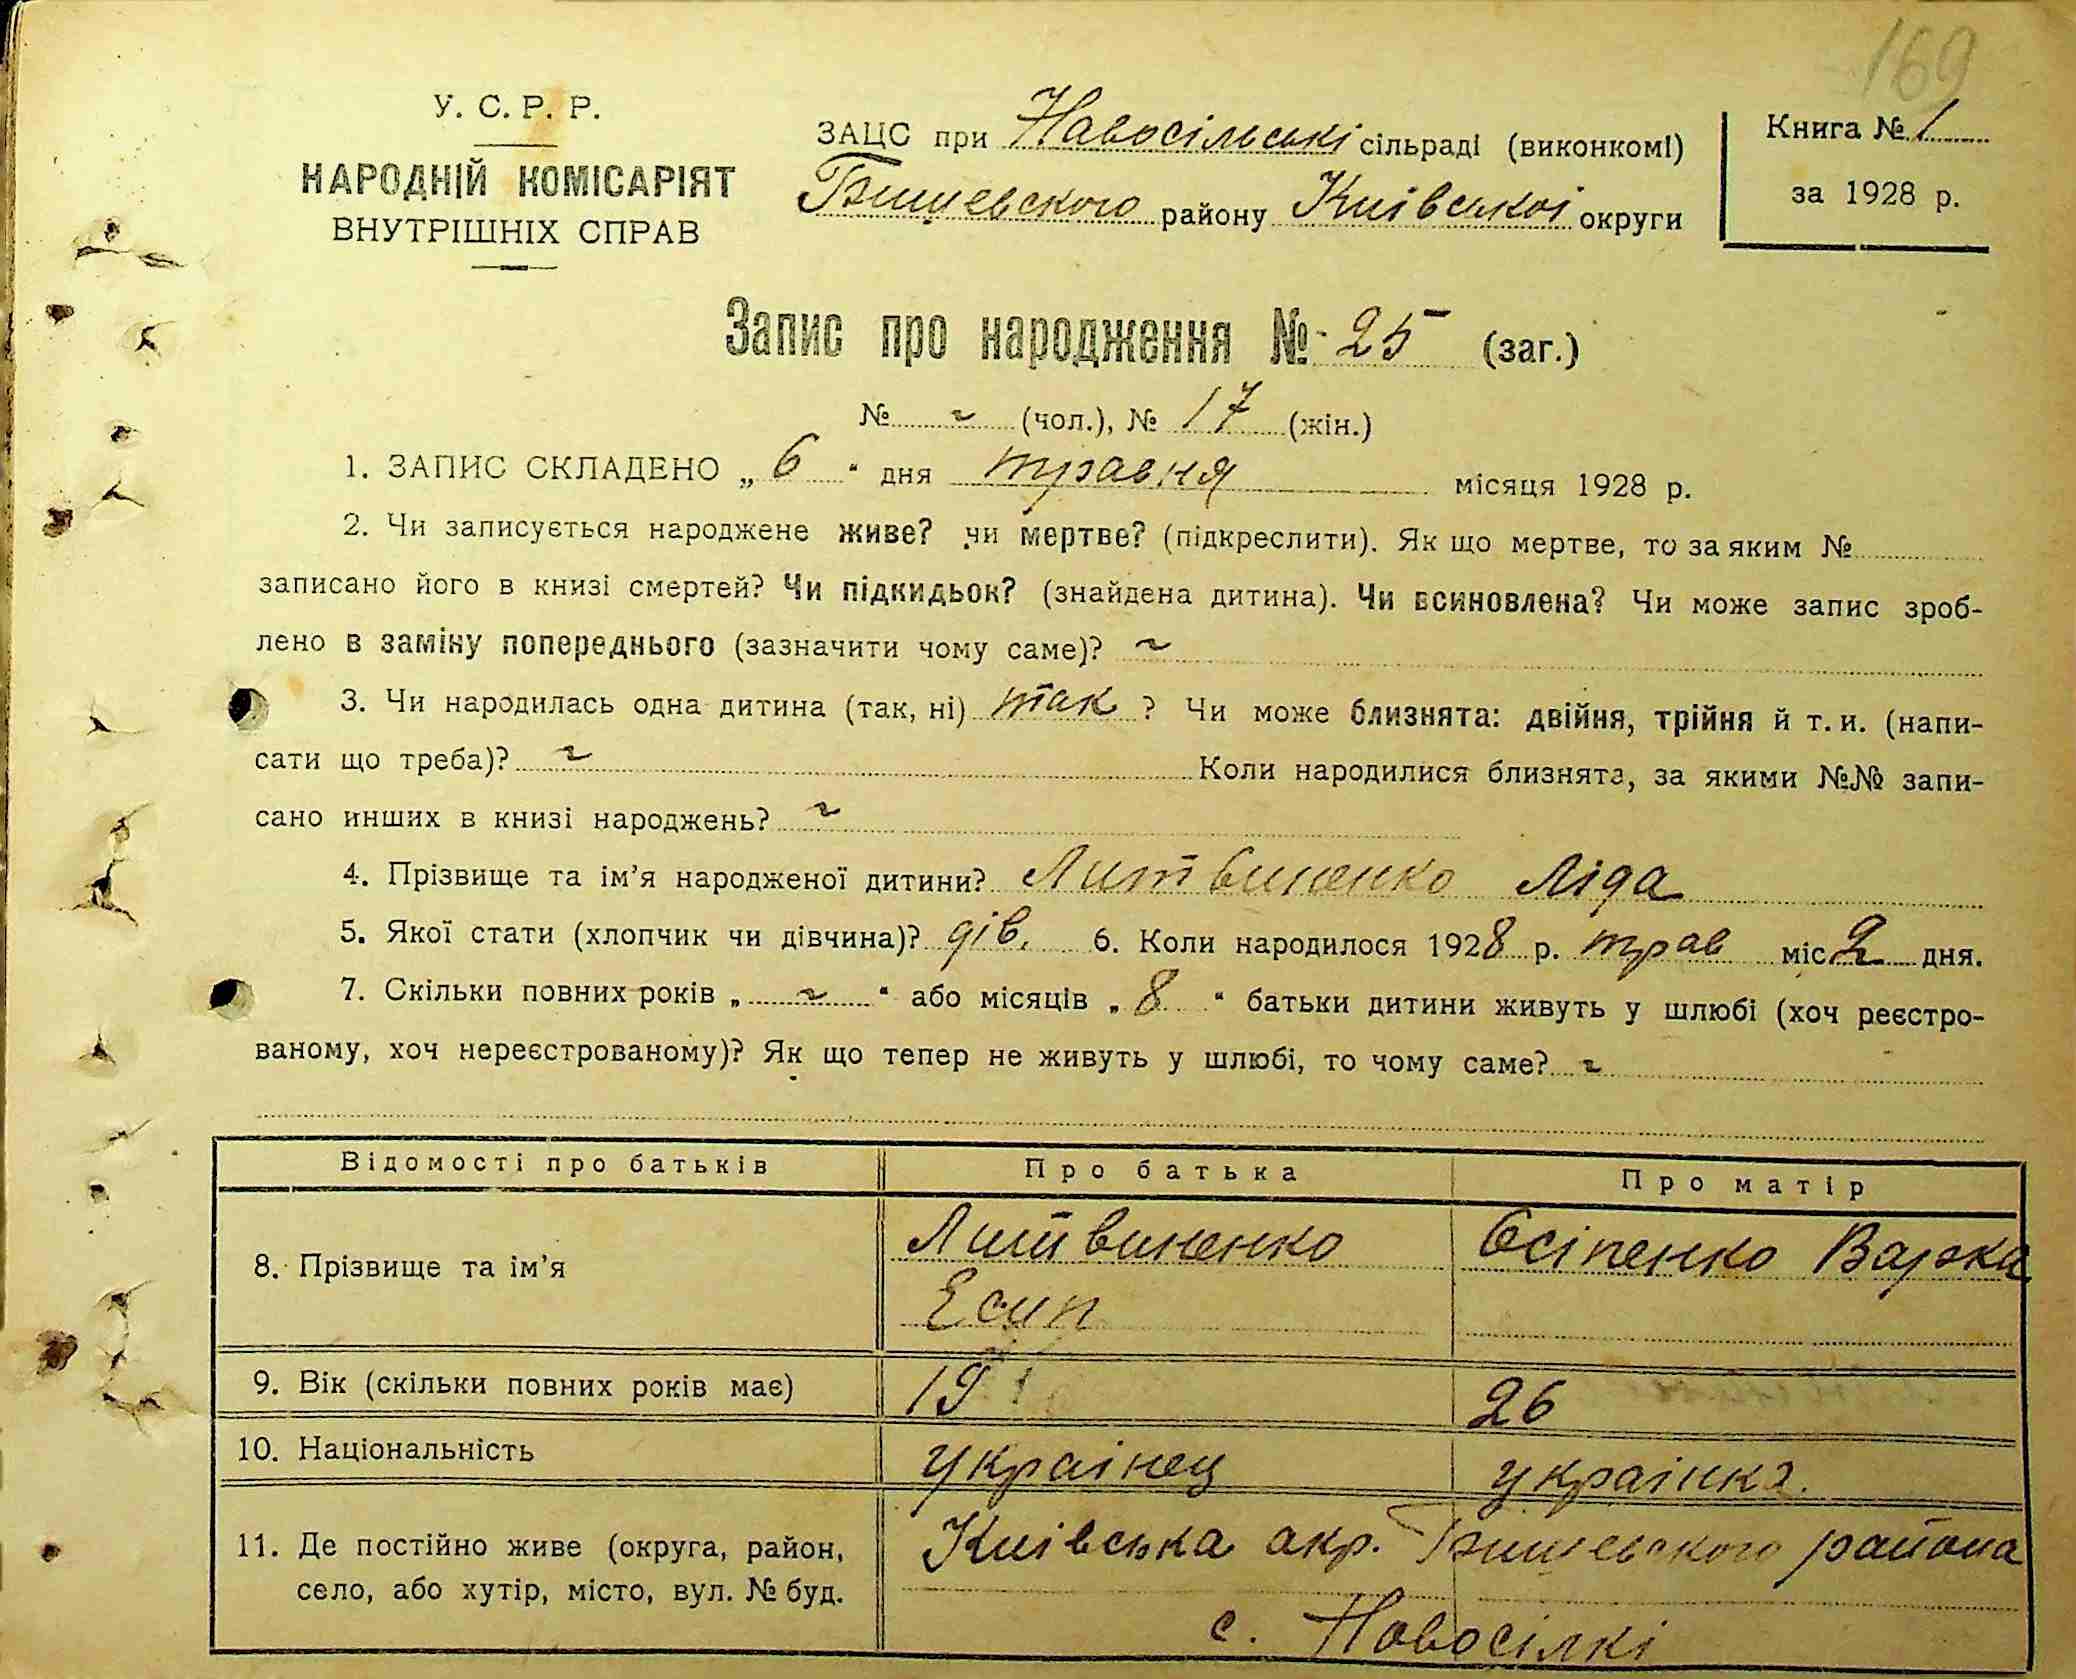 169
У. С. Р. Р.
НАРОДНІЙ КОМІСАРІЯТ
ВНУТРІШНІХ СПРАВ
ЗАЦС при Навосільські сільраді (виконкомі)
Бишевского району Київської округи
Книга № 1
за 1928 р.
Запис про народження № 25 (заг.)
№ ~ (чол.), № 17 (жін.)
1. ЗАПИС СКЛАДЕНО „ 6 “ дня травня місяця 1928 р.
2. Чи записується народжене живе? чи мертве? (підкреслити). Як що мертве, то за яким №
записано його в книзі смертей? Чи підкидьок? (знайдена дитина). Чи всиновлена? Чи може запис зроб-
лено в заміну попереднього (зазначити чому саме)? ~
3. Чи народилась одна дитина (так, ні) так ? Чи може близнята: двійня, трійня й т. и. (напи-
сати що треба)? ~ Коли народилися близнята, за якими №№ запи-
сано инших в книзі народжень? ~
4. Прізвище та ім’я народженої дитини? Литвиненко Ліда
5. Якої стати (хлопчик чи дівчина)? дів. 6. Коли народилося 1928 р. трав міс 2 дня.
7. Скільки повних років „ ~ “ або місяців „ 8 “ батьки дитини живуть у шлюбі (хоч реєстро-
ваному, хоч нереєстрованому)? Як що тепер не живуть у шлюбі, то чому саме? ~
Відомості про батьків Про батька Про матір
8. Прізвище та ім’я Литвиненко Єсіпенко Варка
Есип
9. Вік (скільки повних років має) 19 26
10. Національність українец українка.
11. Де постійно живе (округа, район, Київська акр. Бишевского района
село, або хутір, місто, вул. № буд.
с. Новосілкі